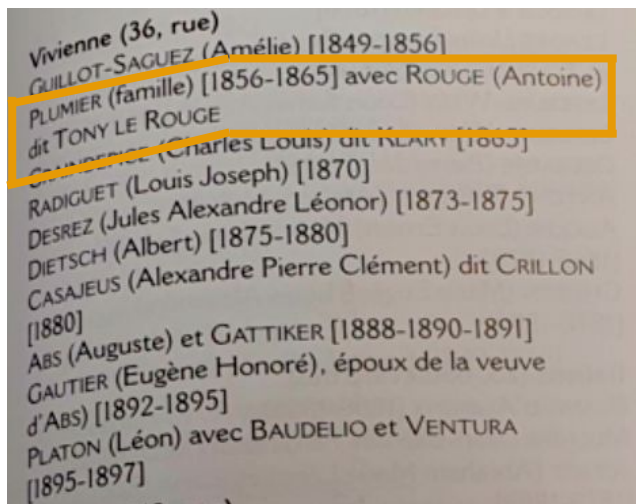 Vivienne (36, rue)
GUILLOT-SAGUEZ (Amélie) [1849-1856]
PLUMIER (famille) [1856-1865] avec ROUGE (Antoine)
dit TONY LE ROUGE
(Charles Louis) dit KLARY [1865]
RADIGUET (Louis Joseph) [1870]
DESREZ (Jules Alexandre Léonor) [1873-1875]
DIETSCH (Albert) [1875-1880]
CASAJEUS (Alexandre Pierre Clément) dit CRILLON
[1880]
ABS (Auguste) et GATTIKER [1888-1890-1891]
GAUTIER (Eugène Honoré), époux de la veuve
d'ABS) [1892-1895]
PLATON (Léon) avec BAUDELIO et VENTURA
[1895-1897]